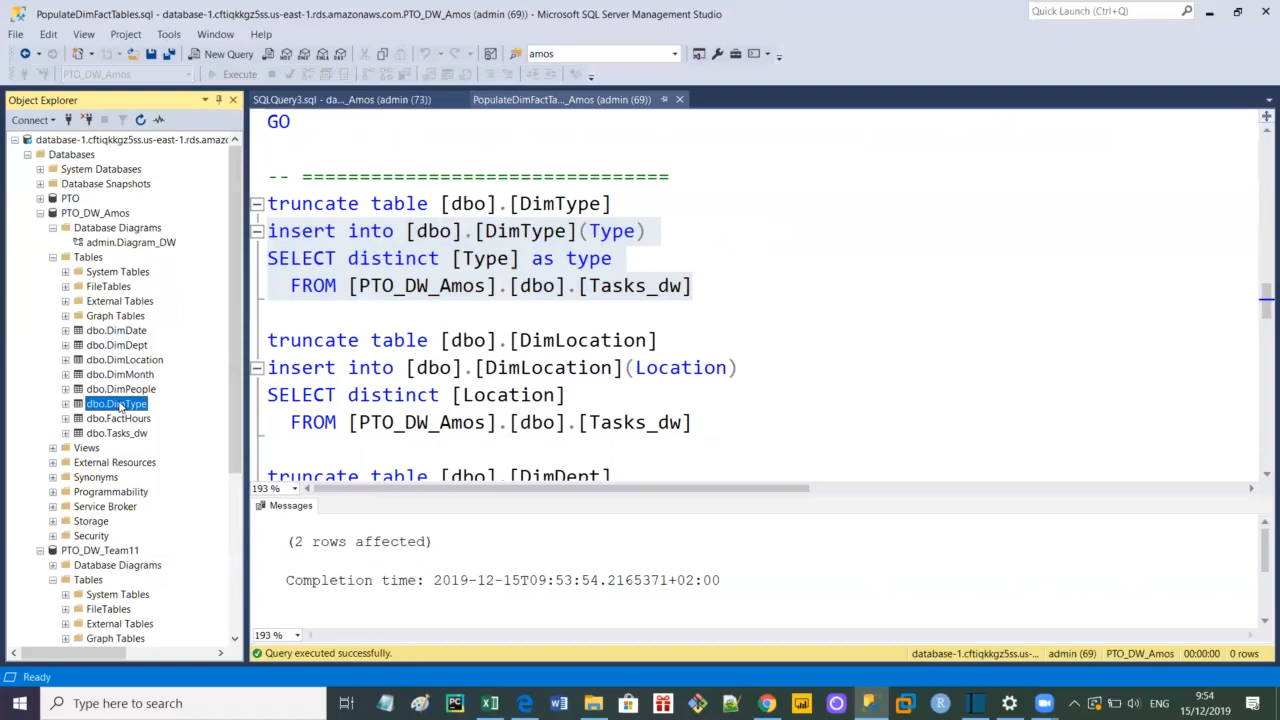 PopulateDimFactTables.sql - database-1.cftiqkkgz5ss.us-east-1.rds.amazonaws.com.PTO_DW_Amos (admin (69)) - Microsoft SQL Server Management Studio
Quick Launch (Ctrl+Q)
File Edit View Project Tools Window Help
New Query
MDX DMX XMLA DAX
amos
PTO_DW_Amos
Execute
Object Explorer
SQLQuery3.sql - da..._Amos (admin (73))
PopulateDimFactTa..._Amos (admin (69))
Connect
database-1.cftiqkkgz5ss.us-east-1.rds.amazo
Databases
System Databases
Database Snapshots
PTO
PTO_DW_Amos
Database Diagrams
admin.Diagram_DW
Tables
System Tables
FileTables
External Tables
Graph Tables
dbo.DimDate
dbo.DimDept
dbo.DimLocation
dbo.DimMonth
dbo.DimPeople
dbo.DimType
dbo.FactHours
dbo.Tasks_dw
Views
External Resources
Synonyms
Programmability
Service Broker
Storage
Security
PTO_DW_Team11
Database Diagrams
Tables
System Tables
FileTables
External Tables
Graph Tables
GO
-- ================================
truncate table [dbo].[DimType]
insert into [dbo].[DimType](Type)
SELECT distinct [Type] as type
FROM [PTO_DW_Amos].[dbo].[Tasks_dw]
truncate table [dbo].[DimLocation]
insert into [dbo].[DimLocation](Location)
SELECT distinct [Location]
FROM [PTO_DW_Amos].[dbo].[Tasks_dw]
truncate table [dbo].[DimDept]
193 %
Messages
(2 rows affected)
Completion time: 2019-12-15T09:53:54.2165371+02:00
193 %
Query executed successfully.
database-1.cftiqkkgz5ss.us-... admin (69) PTO_DW_Amos 00:00:00 0 rows
Ready
Type here to search
ENG
9:54
15/12/2019